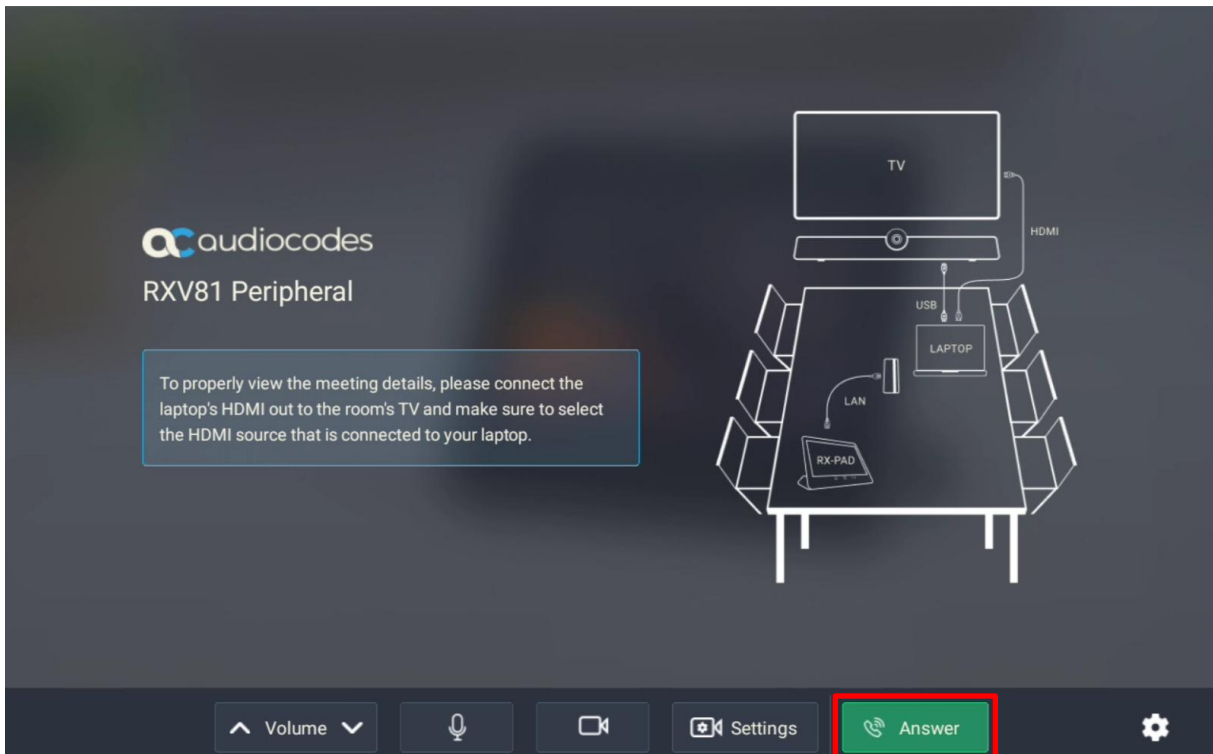 audiocodes
RXV81 Peripheral
To properly view the meeting details, please connect the
laptop's HDMI out to the room's TV and make sure to select
the HDMI source that is connected to your laptop.
TV
HDMI
USB
LAPTOP
LAN
RX-PAD
Volume
Settings
Answer